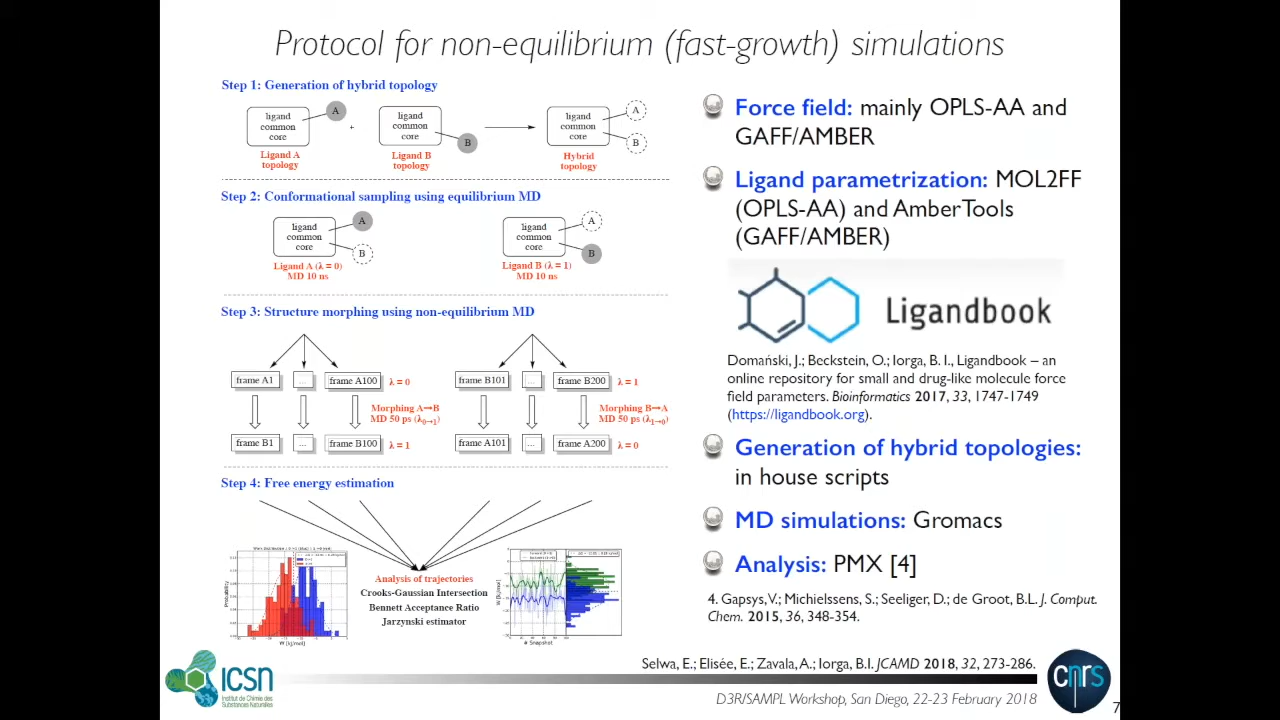 Protocol for non-equilibrium (fast-growth) simulations
Step 1: Generation of hybrid topology
ligand
common
core
A
Ligand A
topology
+
ligand
common
core
B
Ligand B
topology
ligand
common
core
A
B
Hybrid
topology
Step 2: Conformational sampling using equilibrium MD
ligand
common
core
A
B
Ligand A (λ = 0)
MD 10 ns
ligand
common
core
A
B
Ligand B (λ = 1)
MD 10 ns
Step 3: Structure morphing using non-equilibrium MD
frame A1 ... frame A100 λ = 0
Morphing A→B
MD 50 ps (λ0→1)
frame B1 ... frame B100 λ = 1
frame B101 ... frame B200 λ = 1
Morphing B→A
MD 50 ps (λ1→0)
frame A101 ... frame A200 λ = 0
Step 4: Free energy estimation
Probability
W [kJ/mol]
Analysis of trajectories
Crooks-Gaussian Intersection
Bennett Acceptance Ratio
Jarzynski estimator
W [kJ/mol]
# Snapshot
Force field: mainly OPLS-AA and
GAFF/AMBER
Ligand parametrization: MOL2FF
(OPLS-AA) and AmberTools
(GAFF/AMBER)
Ligandbook
Domański, J.; Beckstein, O.; Iorga, B. I., Ligandbook – an
online repository for small and drug-like molecule force
field parameters. Bioinformatics 2017, 33, 1747-1749
(https://ligandbook.org).
Generation of hybrid topologies:
in house scripts
MD simulations: Gromacs
Analysis: PMX [4]
4. Gapsys, V.; Michielssens, S.; Seeliger, D.; de Groot, B.L. J. Comput.
Chem. 2015, 36, 348-354.
Selwa, E.; Elisée, E.; Zavala, A.; Iorga, B.I. JCAMD 2018, 32, 273-286.
ICSN
Institut de Chimie des
Substances Naturelles
D3R/SAMPL Workshop, San Diego, 22-23 February 2018
cnrs
7